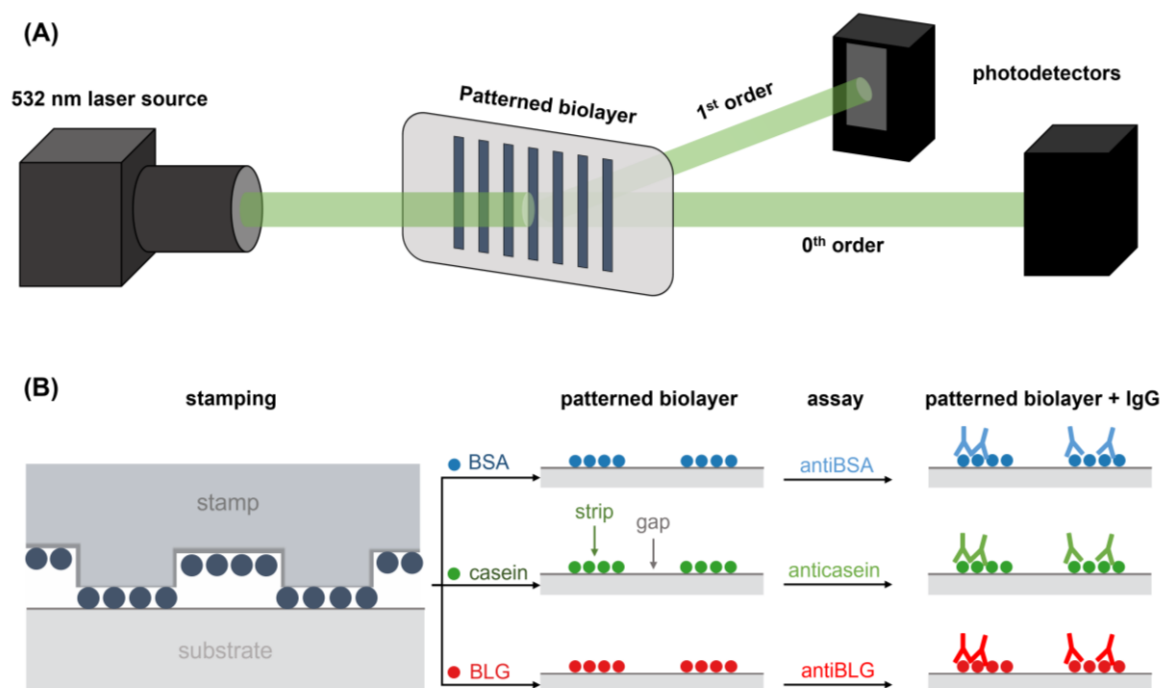 (A)
532 nm laser source
Patterned biolayer
1st order
photodetectors
0th order
(B)
stamping
patterned biolayer
assay
patterned biolayer + IgG
stamp
substrate
BSA
antiBSA
strip
gap
casein
anticasein
BLG
antiBLG